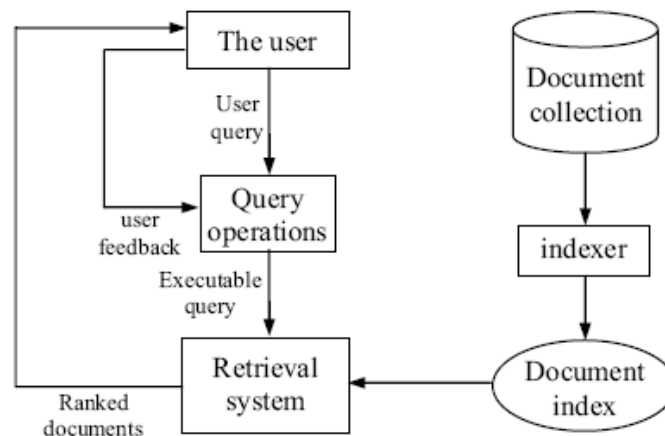 The user
User
query
user
feedback
Query
operations
Executable
query
Retrieval
system
Ranked
documents
Document
collection
indexer
Document
index